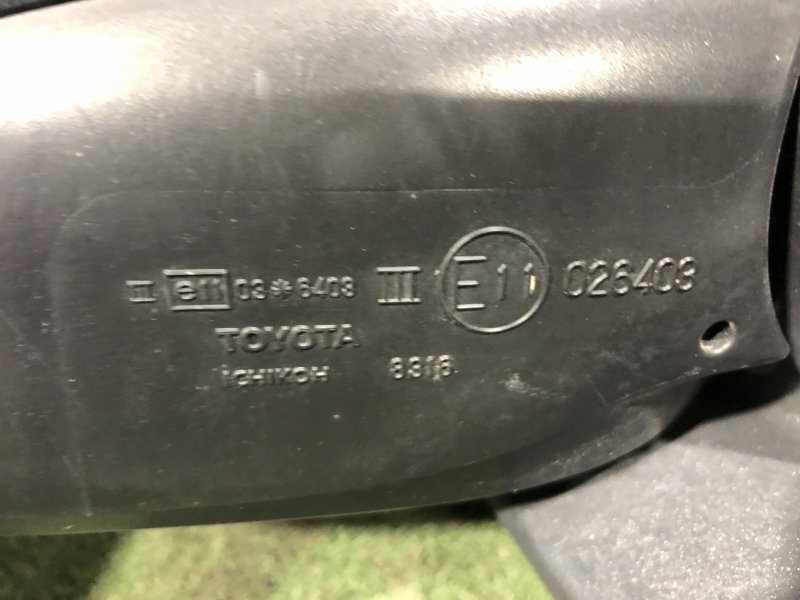 II e11 03*6403 III E11 026403
TOYOTA
ICHIKOH 8318